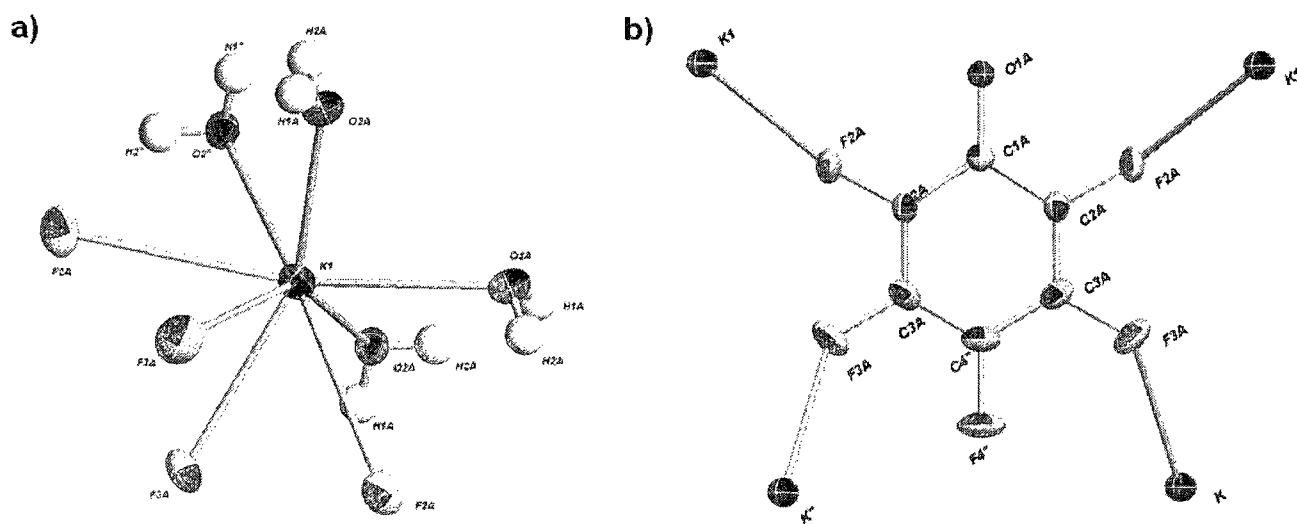 a)
H1"
H2A
H1A
O2A
H2"
O2"
F2A
K1
O2A
H1A
H2A
F3A
O2A
H2A
H1A
F3A
F2A
b)
K1
O1A
K"
F2A
C1A
F2A
C2A
C3A
C3A
F3A
C4"
F3A
F4"
K"
K